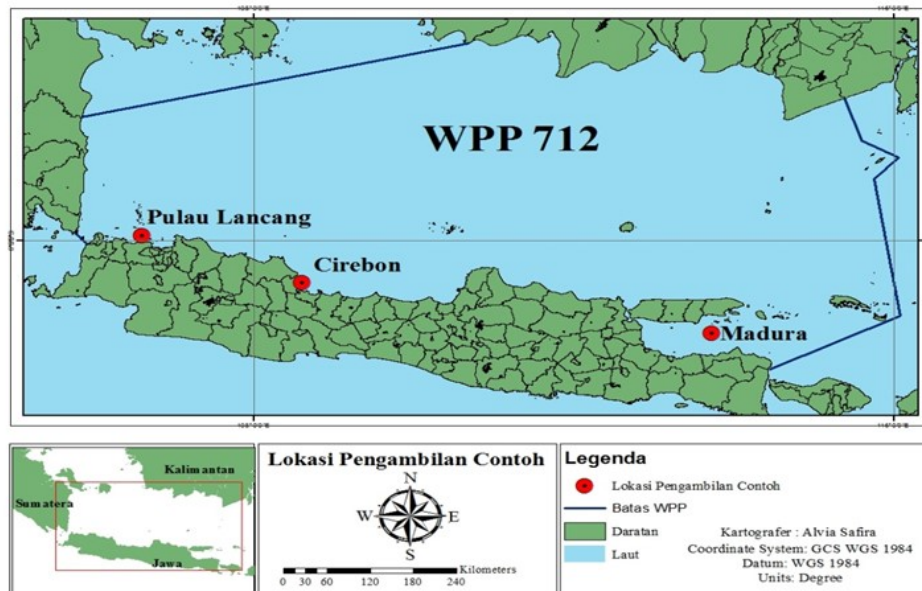 WPP 712
Pulau Lancang
Cirebon
Madura
Kalimantan
Sumatera
Jawa
Lokasi Pengambilan Contoh
N
W E
S
Kilometers
0 30 60 120 180 240
Legenda
Lokasi Pengambilan Contoh
Batas WPP
Daratan
Laut
Kartografer : Alvia Safira
Coordinate System: GCS WGS 1984
Datum: WGS 1984
Units: Degree